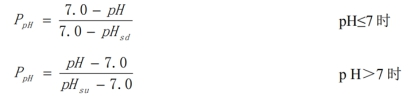 P_pH = (7.0 − pH) / (7.0 − pH_sd) pH≤7 时
P_pH = (pH − 7.0) / (pH_su − 7.0) p H＞7 时